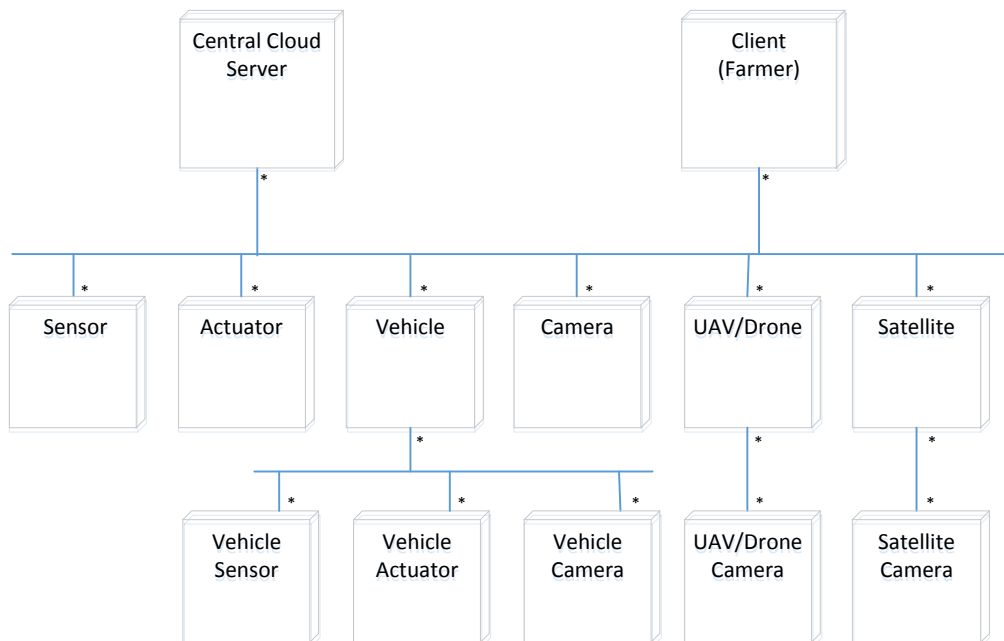 Central Cloud
Server
Client
(Farmer)
*
*
*
*
*
*
*
*
Sensor
Actuator
Vehicle
Camera
UAV/Drone
Satellite
*
*
*
*
*
*
*
*
Vehicle
Sensor
Vehicle
Actuator
Vehicle
Camera
UAV/Drone
Camera
Satellite
Camera